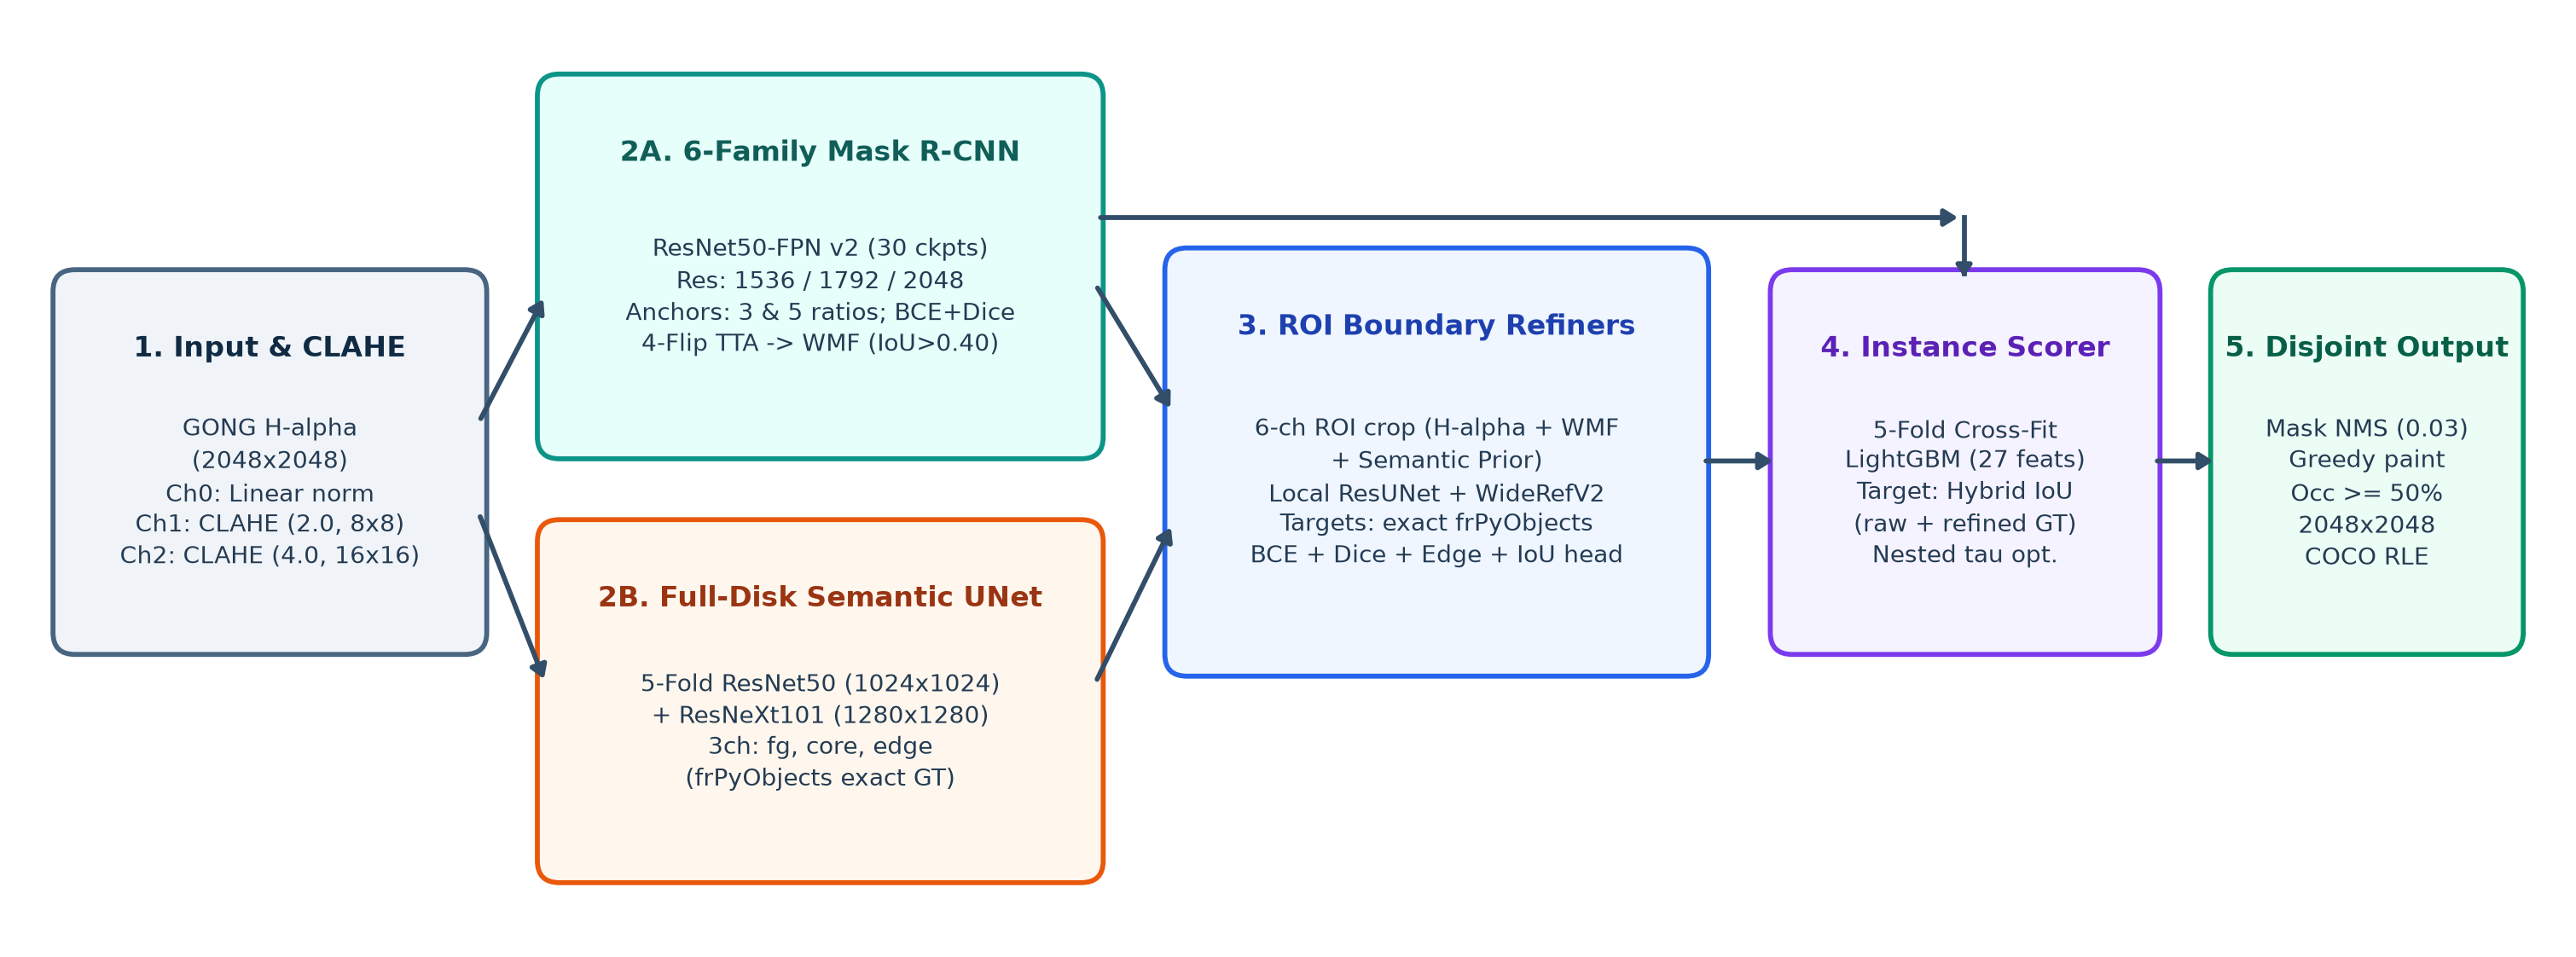 1. Input & CLAHE
GONG H-alpha
(2048x2048)
Ch0: Linear norm
Ch1: CLAHE (2.0, 8x8)
Ch2: CLAHE (4.0, 16x16)
2A. 6-Family Mask R-CNN
ResNet50-FPN v2 (30 ckpts)
Res: 1536 / 1792 / 2048
Anchors: 3 & 5 ratios; BCE+Dice
4-Flip TTA -> WMF (IoU>0.40)
2B. Full-Disk Semantic UNet
5-Fold ResNet50 (1024x1024)
+ ResNeXt101 (1280x1280)
3ch: fg, core, edge
(frPyObjects exact GT)
3. ROI Boundary Refiners
6-ch ROI crop (H-alpha + WMF
+ Semantic Prior)
Local ResUNet + WideRefV2
Targets: exact frPyObjects
BCE + Dice + Edge + IoU head
4. Instance Scorer
5-Fold Cross-Fit
LightGBM (27 feats)
Target: Hybrid IoU
(raw + refined GT)
Nested tau opt.
5. Disjoint Output
Mask NMS (0.03)
Greedy paint
Occ >= 50%
2048x2048
COCO RLE